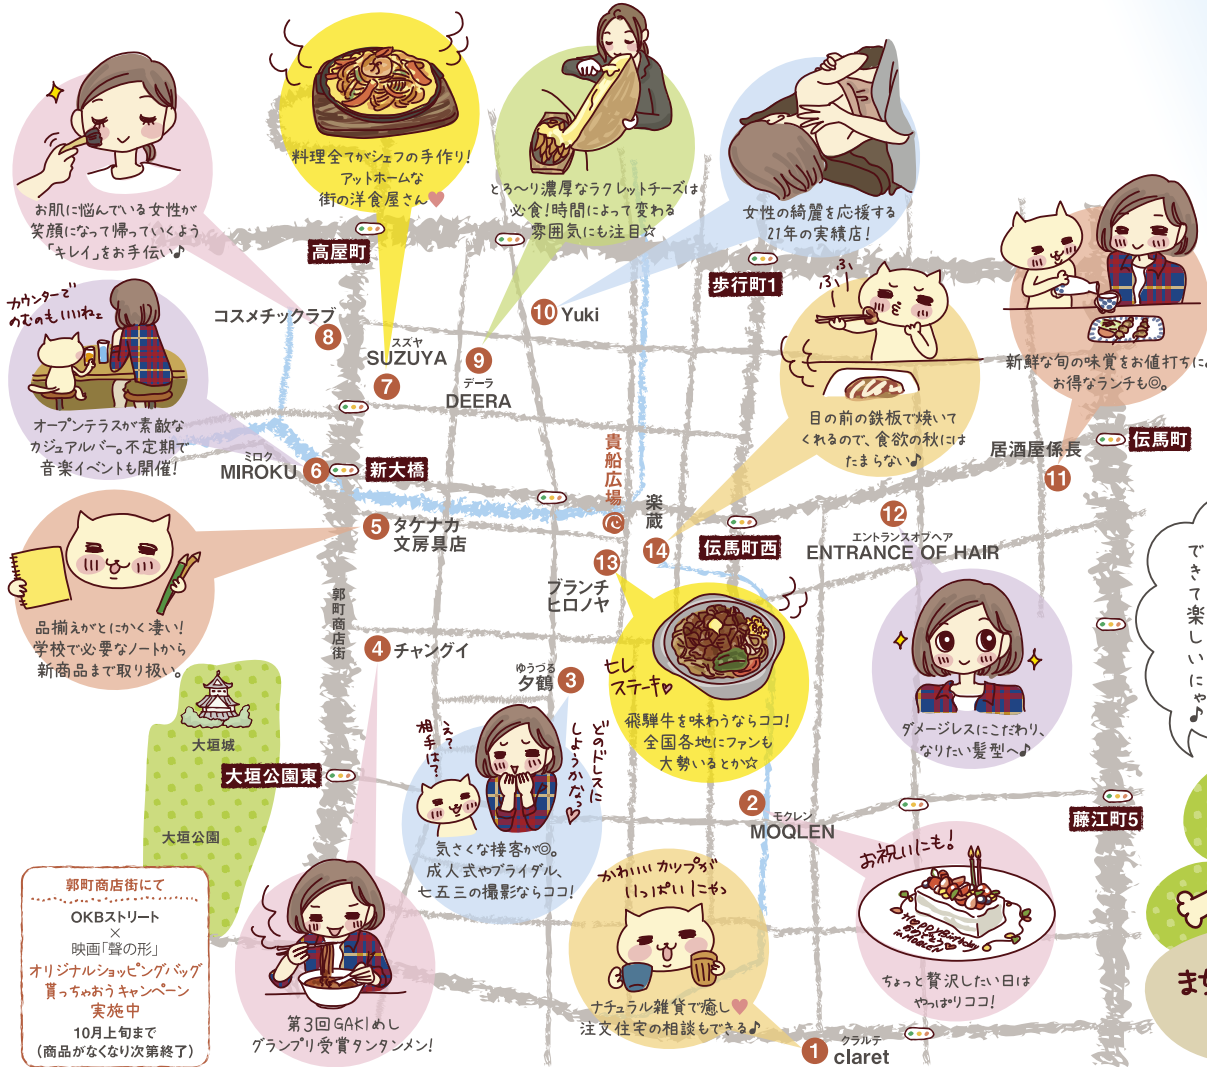 お肌に悩んでいる女性が
笑顔になって帰っていくよう
「キレイ」をお手伝い♪
料理全てがシェフの手作り!
アットホームな
街の洋食屋さん♥
とろ〜り濃厚なラクレットチーズは
必食!時間によって変わる
雰囲気にも注目☆
女性の綺麗を応援する
21年の実績店!
高屋町
歩行町1
ふぅ
ふぅ
新鮮な旬の味覚をお値打ちに♪
お得なランチも◎。
カウンターで
のむのもいいねぇ
オープンテラスが素敵な
カジュアルバー。不定期で
音楽イベントも開催!
コスメチックラブ
8
スズヤ
SUZUYA
7
9
デーラ
DEERA
10 Yuki
目の前の鉄板で焼いて
くれるので、食欲の秋には
たまらない♪
伝馬町
居酒屋係長
11
ミロク
MIROKU 6
新大橋
貴船広場
楽蔵
14
伝馬町西
12
エントランスオブヘア
ENTRANCE OF HAIR
5 タケナカ
文房具店
13
ブランチ
ヒロノヤ
品揃えがとにかく凄い!
学校で必要なノートから
新商品まで取り扱い。
郭町商店街
4 チャングイ
ゆうづる
夕鶴 3
ヒレ
ステーキ♥
飛騨牛を味わうならココ!
全国各地にファンも
大勢いるとか☆
ダメージレスにこだわり、
なりたい髪型へ♪
できて楽しいにゃ♪
大垣城
大垣公園
大垣公園東
え?
相手は?
どのドレスに
しようかなっ♡
気さくな接客が◎。
成人式やブライダル、
七五三の撮影ならココ!
2
モクレン
MOQLEN
藤江町5
お祝いにも!
Happy Birthday
おめでとう
in MOQLEN
ちょっと贅沢したい日は
やっぱりココ!
かわいいカップが
いっぱいにゃっ
ナチュラル雑貨で癒し♥
注文住宅の相談もできる♪
1
クラルテ
claret
第3回GAKIめし
グランプリ受賞タンタンメン!
郭町商店街にて
OKBストリート
×
映画「聲の形」
オリジナルショッピングバッグ
貰っちゃおうキャンペーン
実施中
10月上旬まで
(商品がなくなり次第終了)